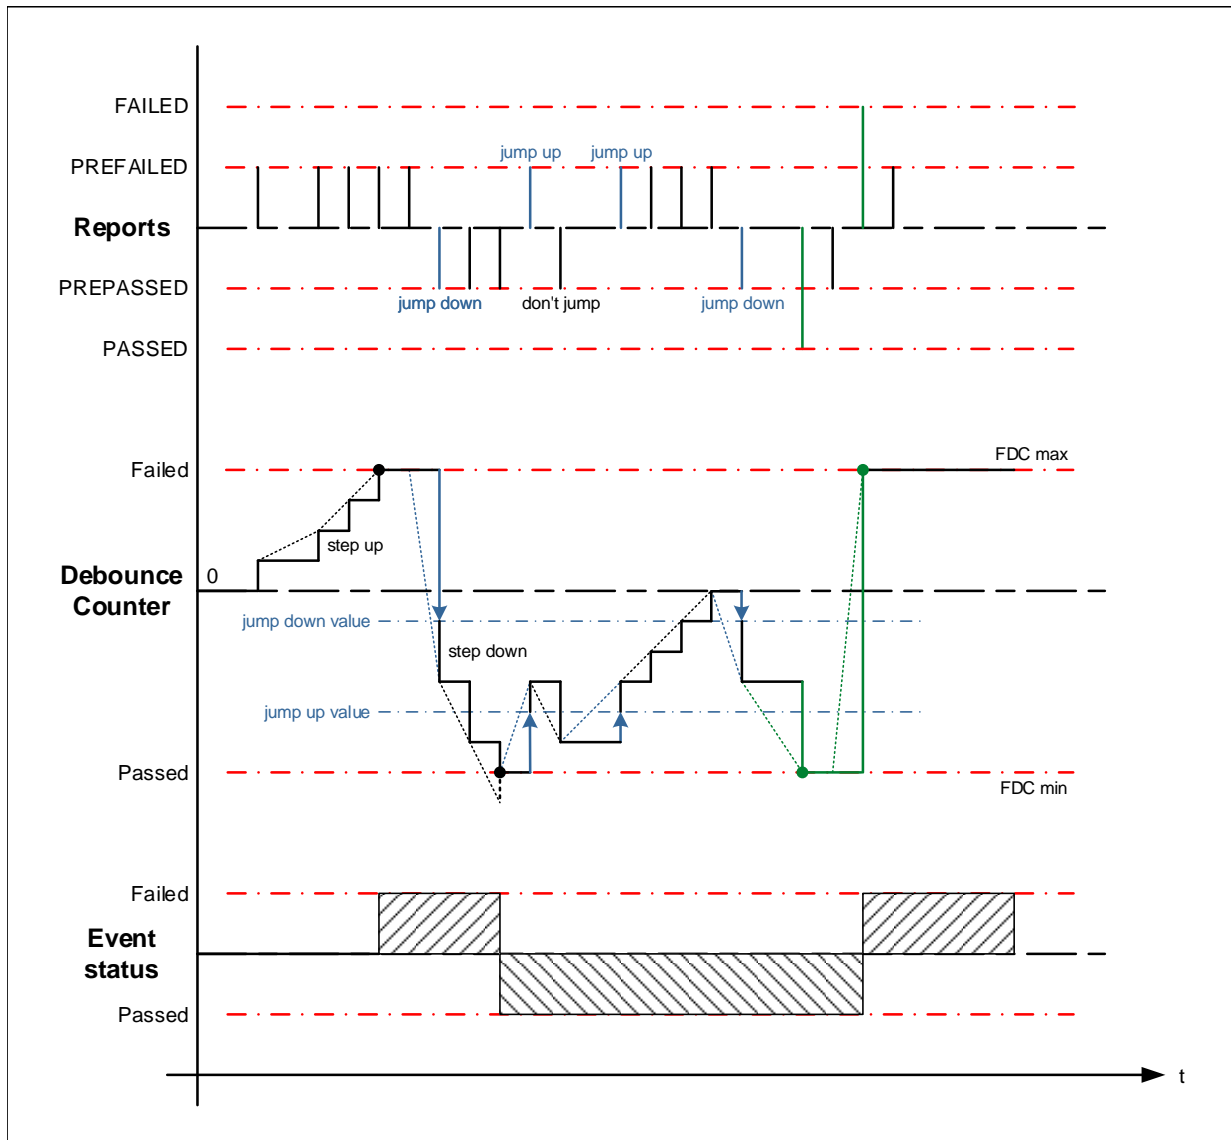 FAILED
PREFAILED
jump up
jump up
Reports
PREPASSED
jump down
don't jump
jump down
PASSED
Failed
FDC max
step up
0
Debounce
Counter
jump down value
step down
jump up value
Passed
FDC min
Failed
Event
status
Passed
t